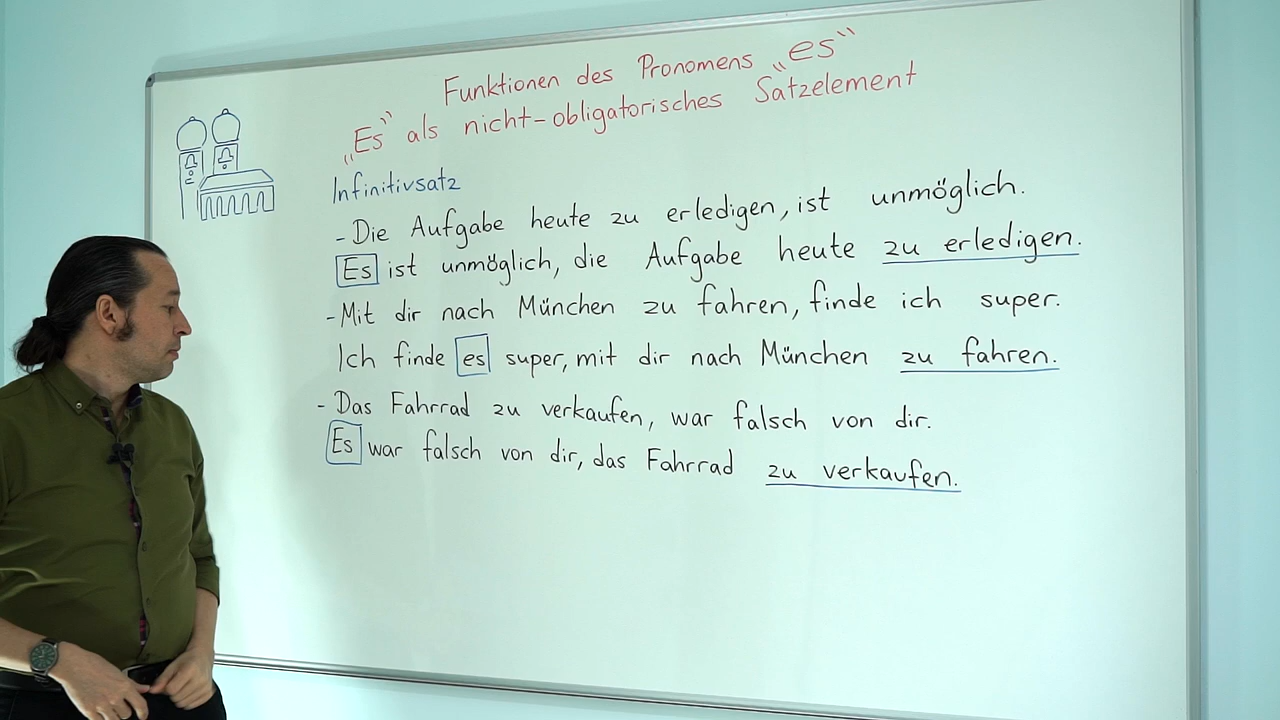 Funktionen des Pronomens „es“
„Es“ als nicht-obligatorisches Satzelement
Infinitivsatz
- Die Aufgabe heute zu erledigen, ist unmöglich.
Es ist unmöglich, die Aufgabe heute zu erledigen.
- Mit dir nach München zu fahren, finde ich super.
Ich finde es super, mit dir nach München zu fahren.
- Das Fahrrad zu verkaufen, war falsch von dir.
Es war falsch von dir, das Fahrrad zu verkaufen.